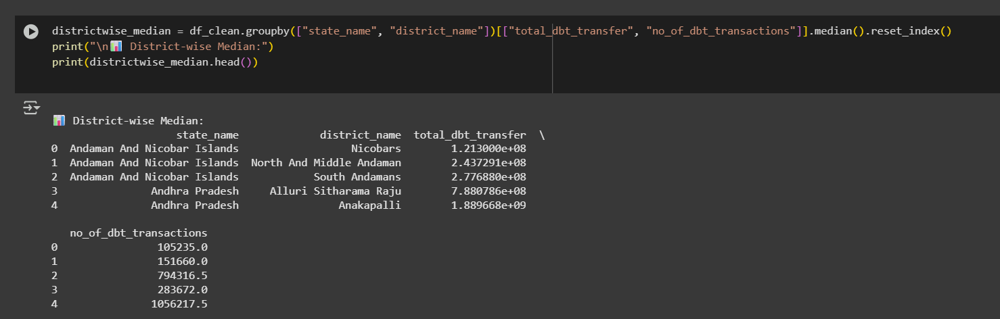 districtwise_median = df_clean.groupby(["state_name", "district_name"])[["total_dbt_transfer", "no_of_dbt_transactions"]].median().reset_index()
print("\n📊 District-wise Median:")
print(districtwise_median.head())
📊 District-wise Median:
state_name district_name total_dbt_transfer \
0 Andaman And Nicobar Islands Nicobars 1.213000e+08
1 Andaman And Nicobar Islands North And Middle Andaman 2.437291e+08
2 Andaman And Nicobar Islands South Andamans 2.776880e+08
3 Andhra Pradesh Alluri Sitharama Raju 7.880786e+08
4 Andhra Pradesh Anakapalli 1.889668e+09
no_of_dbt_transactions
0 105235.0
1 151660.0
2 794316.5
3 283672.0
4 1056217.5